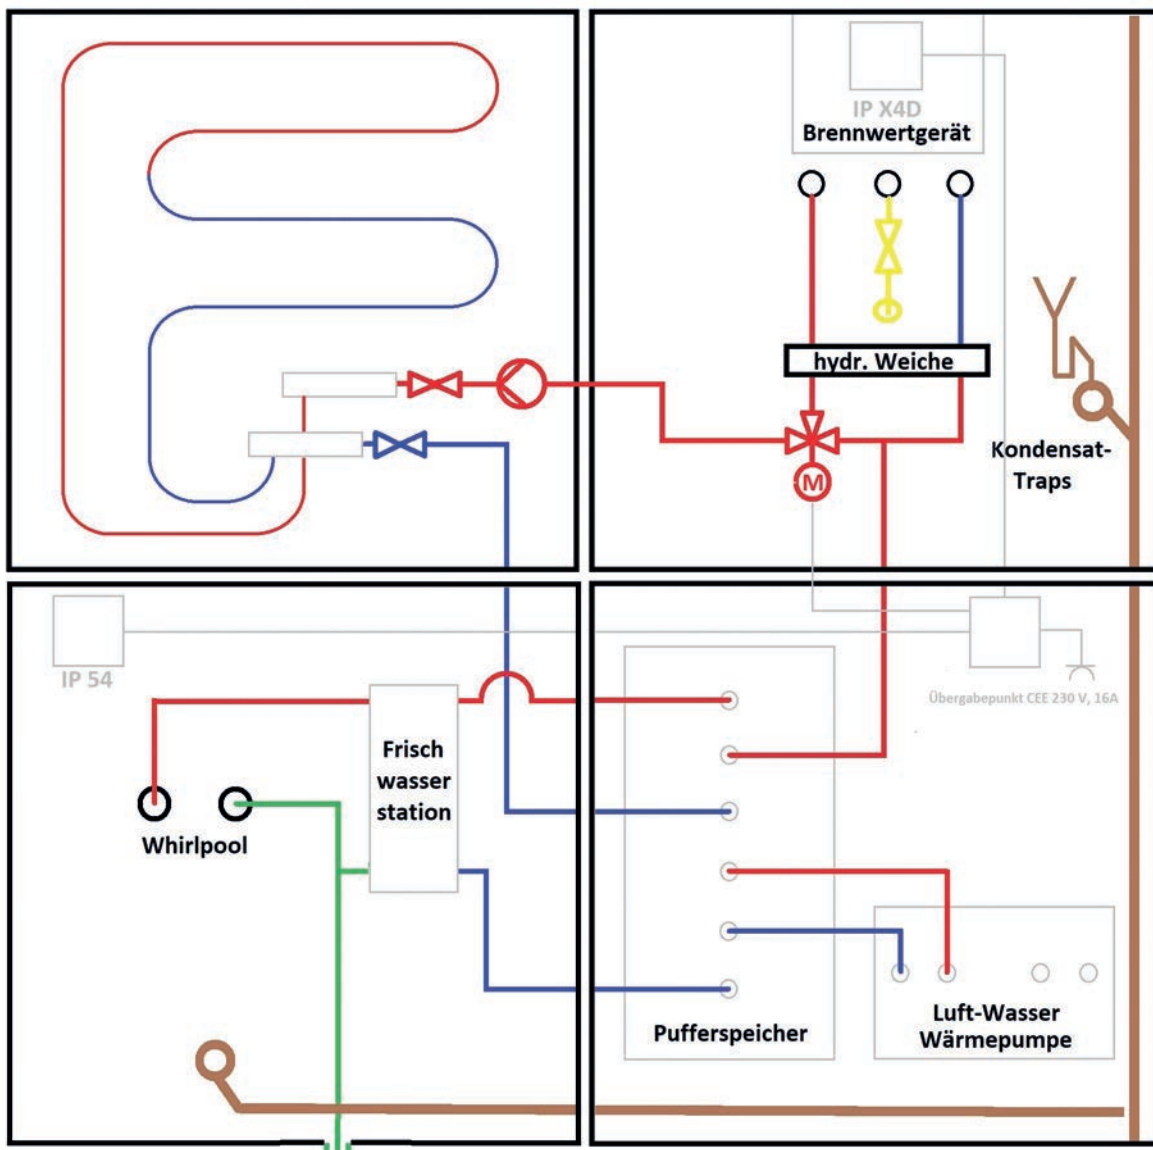 IP X4D
Brennwertgerät
hydr. Weiche
M
Kondensat-
Traps
IP 54
Übergabepunkt CEE 230 V, 16A
Frisch
wasser
station
Whirlpool
Pufferspeicher
Luft-Wasser
Wärmepumpe